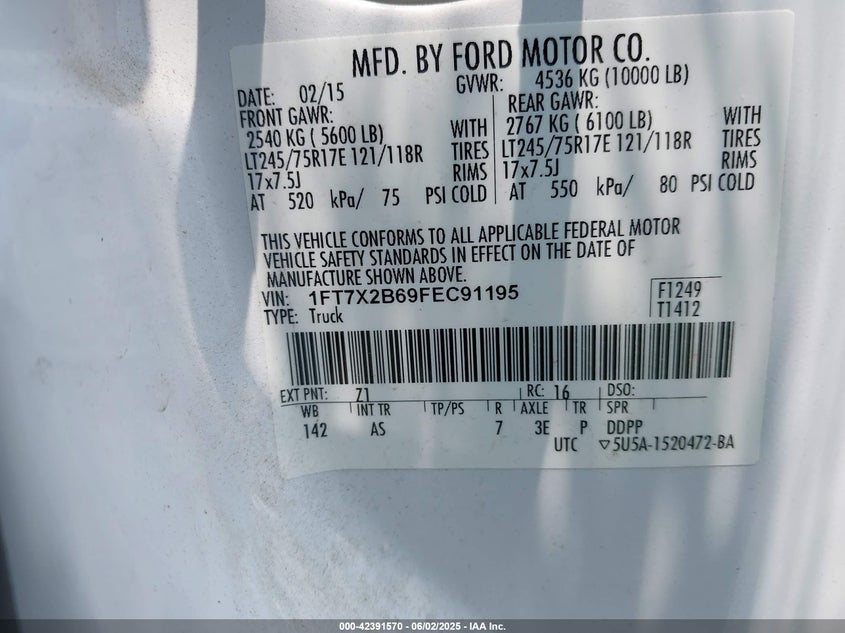 MFD. BY FORD MOTOR CO.
DATE: 02/15 GVWR: 4536 KG (10000 LB)
FRONT GAWR: REAR GAWR:
2540 KG ( 5600 LB) WITH 2767 KG ( 6100 LB) WITH
LT245/75R17E 121/118R TIRES LT245/75R17E 121/118R TIRES
17x7.5J RIMS 17x7.5J RIMS
AT 520 kPa/ 75 PSI COLD AT 550 kPa/ 80 PSI COLD
THIS VEHICLE CONFORMS TO ALL APPLICABLE FEDERAL MOTOR
VEHICLE SAFETY STANDARDS IN EFFECT ON THE DATE OF
MANUFACTURE SHOWN ABOVE.
VIN: 1FT7X2B69FEC91195 F1249
TYPE: Truck T1412
EXT PNT: Z1 RC: 16 DSO:
WB INT TR TP/PS R AXLE TR SPR
142 AS 7 3E P DDPP
UTC ▽5U5A-1520472-BA
000-42391570 - 06/02/2025 - IAA Inc.